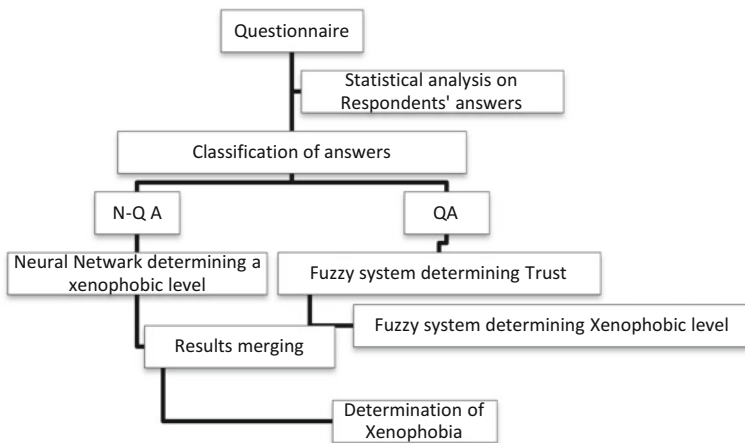 Questionnaire
Statistical analysis on
Respondents' answers
Classification of answers
N-Q A
QA
Neural Network determining a
xenophobic level
Fuzzy system determining Trust
Fuzzy system determining Xenophobic level
Results merging
Determination of
Xenophobia